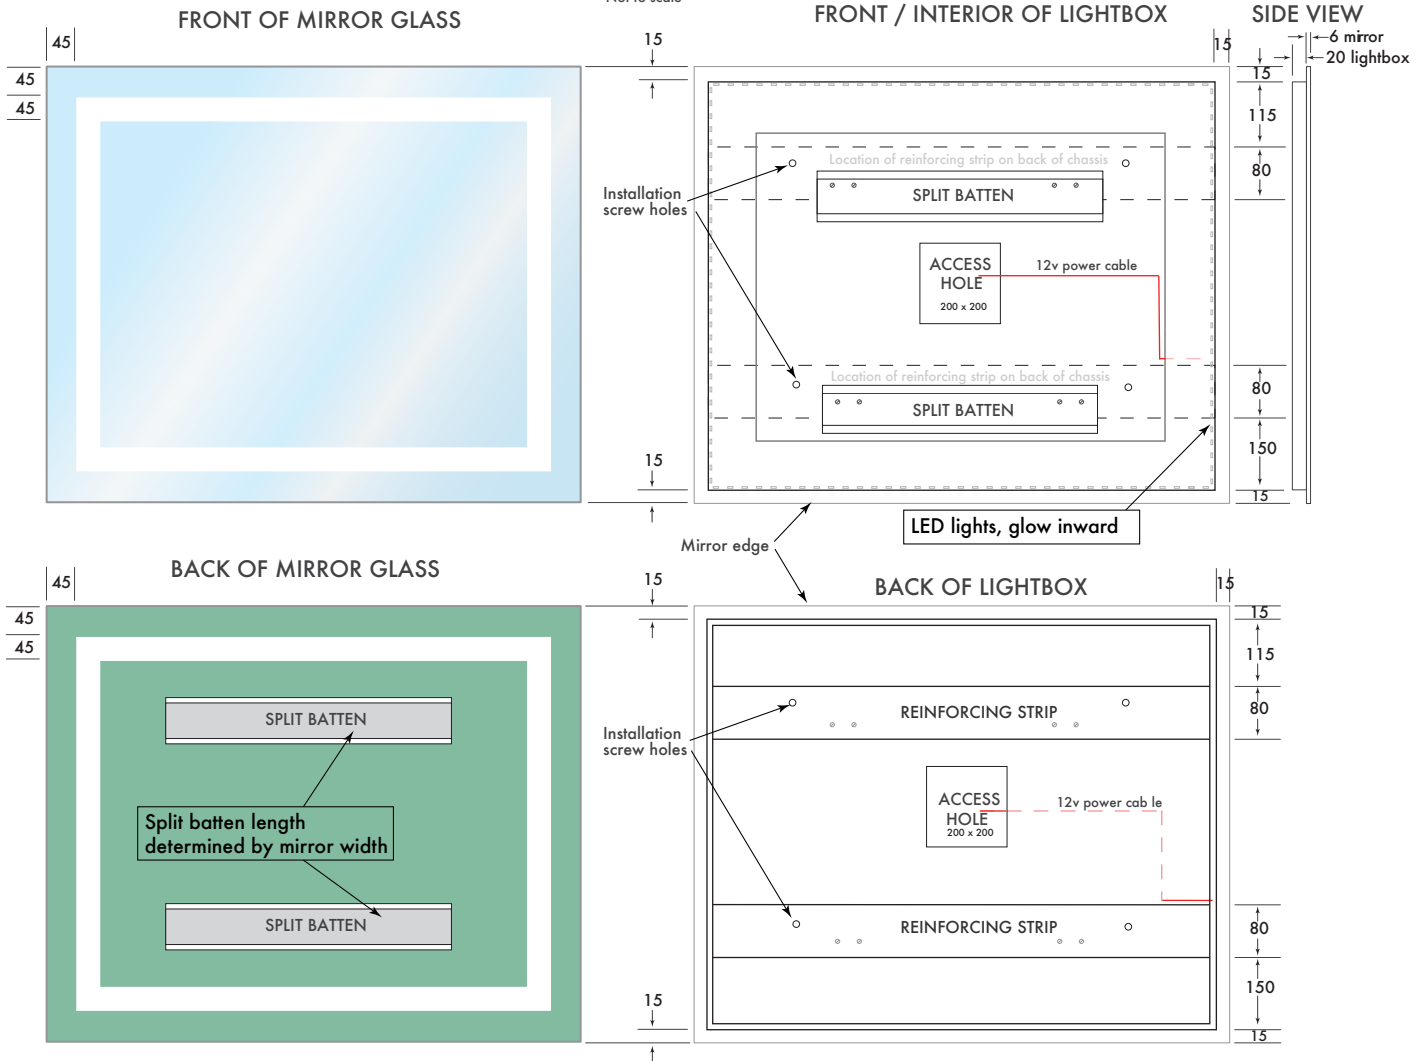 Not to scale
FRONT OF MIRROR GLASS
FRONT / INTERIOR OF LIGHTBOX
SIDE VIEW
45
45
45
15
15
6 mirror
20 lightbox
15
115
80
80
150
15
Location of reinforcing strip on back of chassis
SPLIT BATTEN
Installation
screw holes
ACCESS
HOLE
200 x 200
12v power cable
Location of reinforcing strip on back of chassis
SPLIT BATTEN
15
LED lights, glow inward
Mirror edge
BACK OF MIRROR GLASS
BACK OF LIGHTBOX
45
45
45
15
15
15
115
80
80
150
15
SPLIT BATTEN
Split batten length
determined by mirror width
SPLIT BATTEN
REINFORCING STRIP
Installation
screw holes
ACCESS
HOLE
200 x 200
12v power cab le
REINFORCING STRIP
15